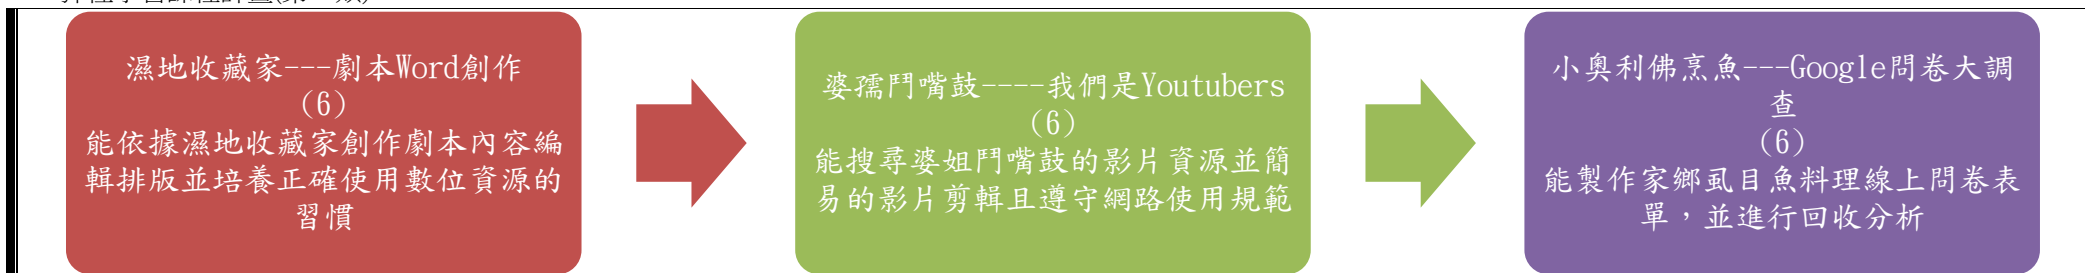 濕地收藏家---劇本Word創作
(6)
能依據濕地收藏家創作劇本內容編
輯排版並培養正確使用數位資源的
習慣
婆孺鬥嘴鼓----我們是Youtubers
(6)
能搜尋婆姐鬥嘴鼓的影片資源並簡
易的影片剪輯且遵守網路使用規範
小奧利佛烹魚---Google問卷大調
查
(6)
能製作家鄉虱目魚料理線上問卷表
單，並進行回收分析